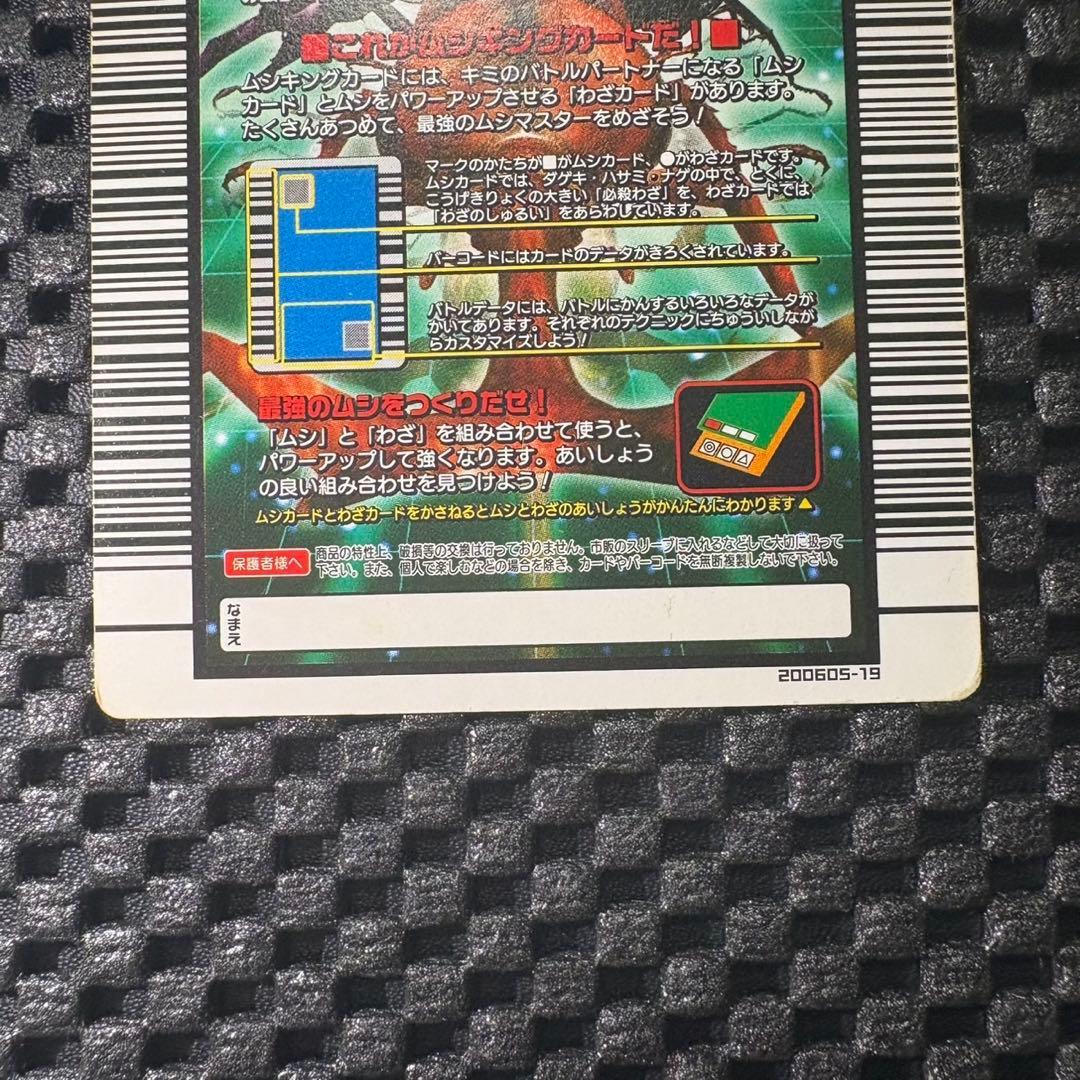 ■これがムシキングカードだ!■
ムシキングカードには、キミのバトルパートナーになる「ムシ
カード」とムシをパワーアップさせる「わざカード」があります。
たくさんあつめて、最強のムシマスターをめざそう!
マークのかたちが■がムシカード、●がわざカードです。
ムシカードでは、ダゲキ・ハサミ・ナゲの中で、とくに、
こうげきりょくの大きい「必殺わざ」を、わざカードでは
「わざのしゅるい」をあらわしています。
バーコードにはカードのデータがきろくされています。
バトルデータには、バトルにかんするいろいろなデータが
かいてあります。それぞれのテクニックにちゅういしなが
らカスタマイズしよう!
最強のムシをつくりだせ!
「ムシ」と「わざ」を組み合わせて使うと、
パワーアップして強くなります。あいしょう
の良い組み合わせを見つけよう!
ムシカードとわざカードをかさねるとムシとわざのあいしょうがかんたんにわかります▲
保護者様へ
商品の特性上、破損等の交換は行っておりません。市販のスリーブに入れるなどして大切に扱って
下さい。また、個人で楽しむなどの場合を除き、カードやバーコードを無断複製しないで下さい。
なまえ
200605-19